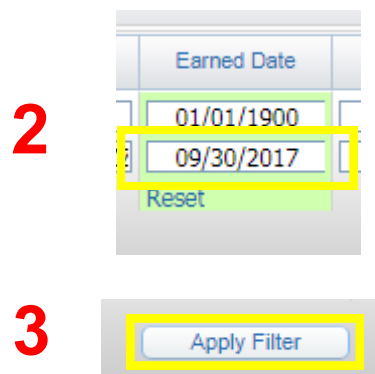 Earned Date
2
01/01/1900
09/30/2017
Reset
3
Apply Filter